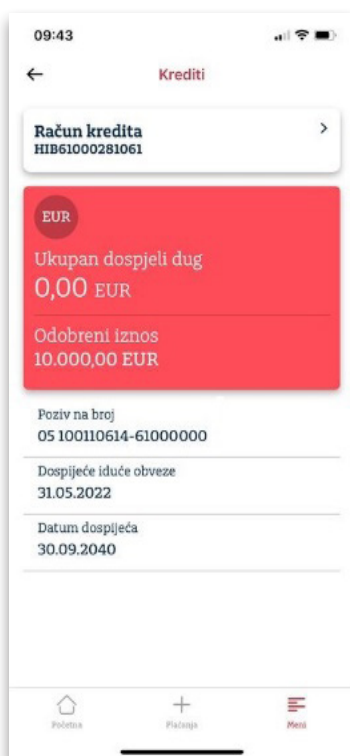 09:43
Krediti
Račun kredita
HIB61000281061
EUR
Ukupan dospjeli dug
0,00 EUR
Odobreni iznos
10.000,00 EUR
Poziv na broj
05 100110614-61000000
Dospijeće iduće obveze
31.05.2022
Datum dospijeća
30.09.2040
Početna
Plaćanja
Meni